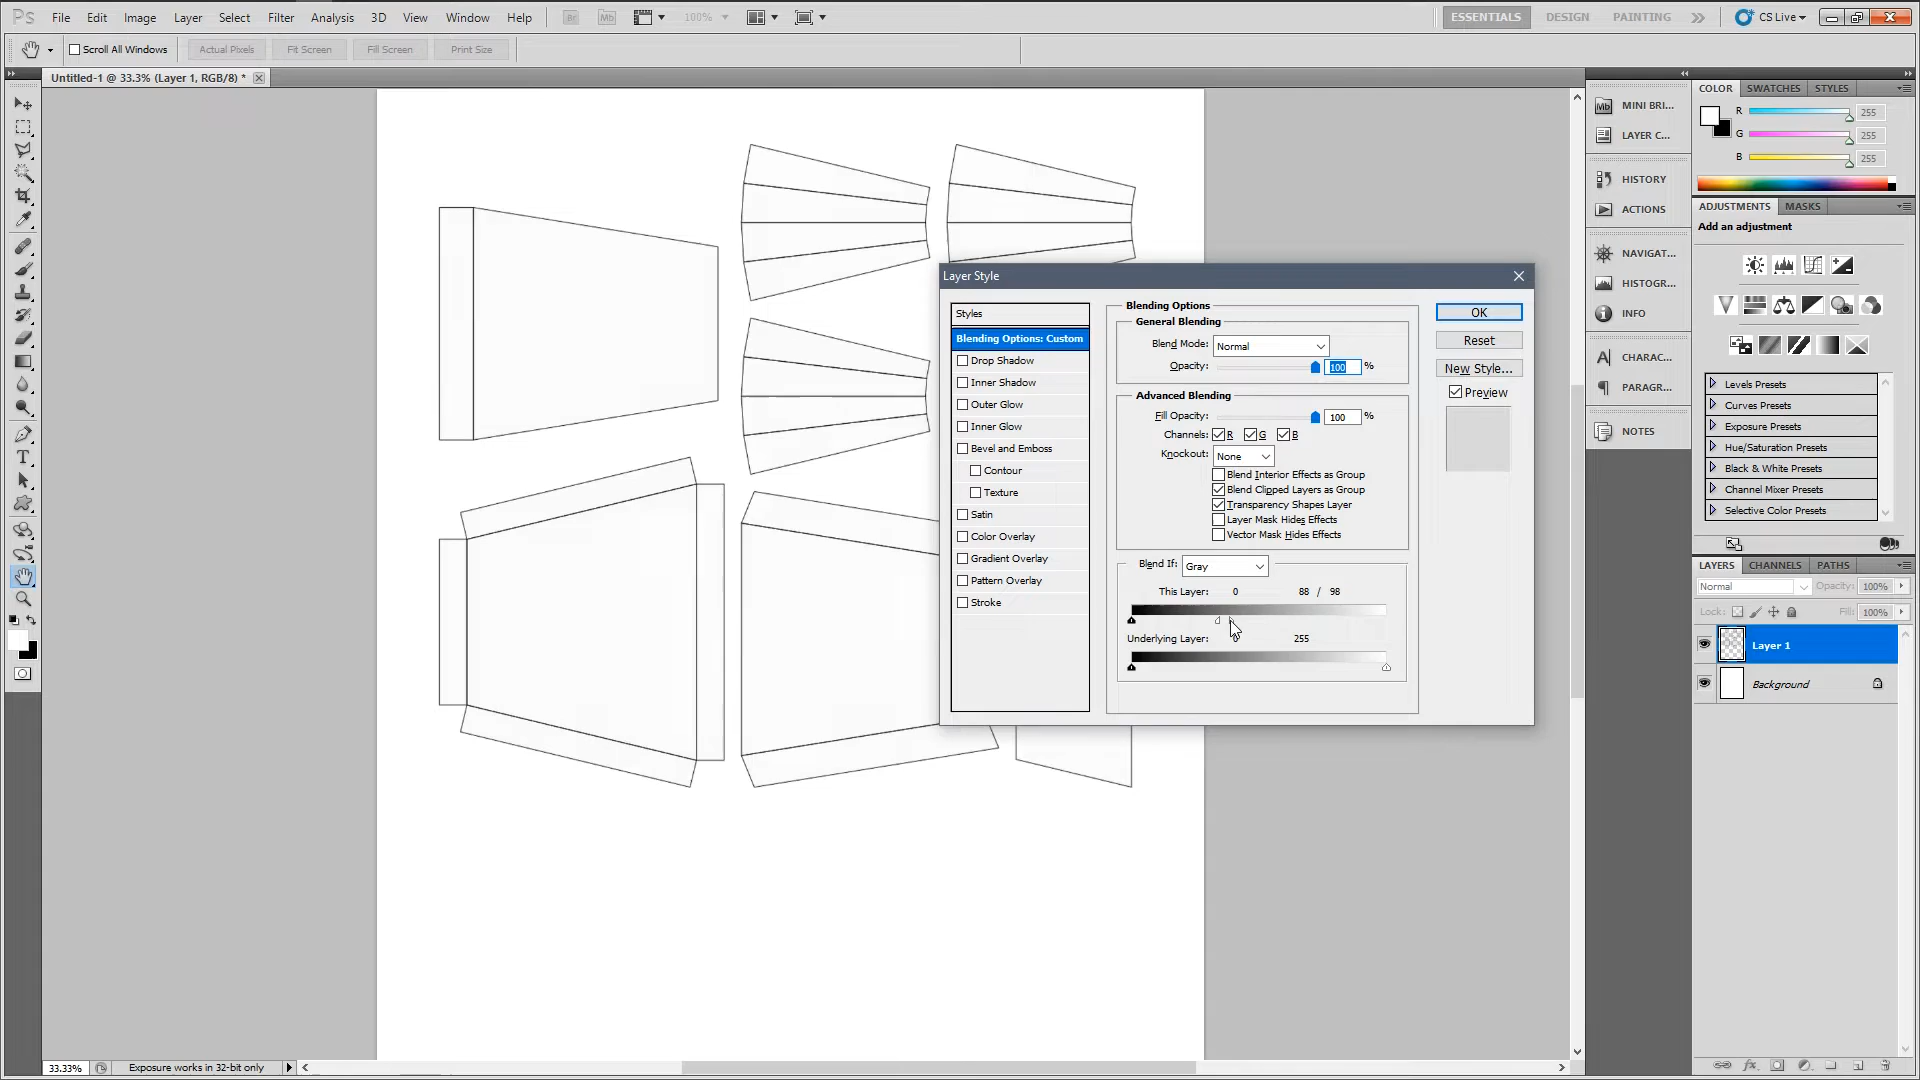 Ps File Edit Image Layer Select Filter Analysis 3D View Window Help Br Mb 100% ESSENTIALS DESIGN PAINTING CS Live
Scroll All Windows Actual Pixels Fit Screen Fill Screen Print Size
Untitled-1 @ 33.3% (Layer 1, RGB/8) *
Layer Style
Styles
Blending Options: Custom
Drop Shadow
Inner Shadow
Outer Glow
Inner Glow
Bevel and Emboss
Contour
Texture
Satin
Color Overlay
Gradient Overlay
Pattern Overlay
Stroke
Blending Options
General Blending
Blend Mode: Normal
Opacity: 100 %
Advanced Blending
Fill Opacity: 100 %
Channels: R G B
Knockout: None
Blend Interior Effects as Group
Blend Clipped Layers as Group
Transparency Shapes Layer
Layer Mask Hides Effects
Vector Mask Hides Effects
Blend If: Gray
This Layer: 0 88 / 98
Underlying Layer: 0 255
OK
Reset
New Style...
Preview
Mb MINI BRI...
LAYER C...
HISTORY
ACTIONS
NAVIGAT...
HISTOGR...
INFO
CHARAC...
PARAGR...
NOTES
COLOR SWATCHES STYLES
R 255
G 255
B 255
ADJUSTMENTS MASKS
Add an adjustment
Levels Presets
Curves Presets
Exposure Presets
Hue/Saturation Presets
Black & White Presets
Channel Mixer Presets
Selective Color Presets
LAYERS CHANNELS PATHS
Normal Opacity: 100%
Lock: Fill: 100%
Layer 1
Background
33.33% Exposure works in 32-bit only